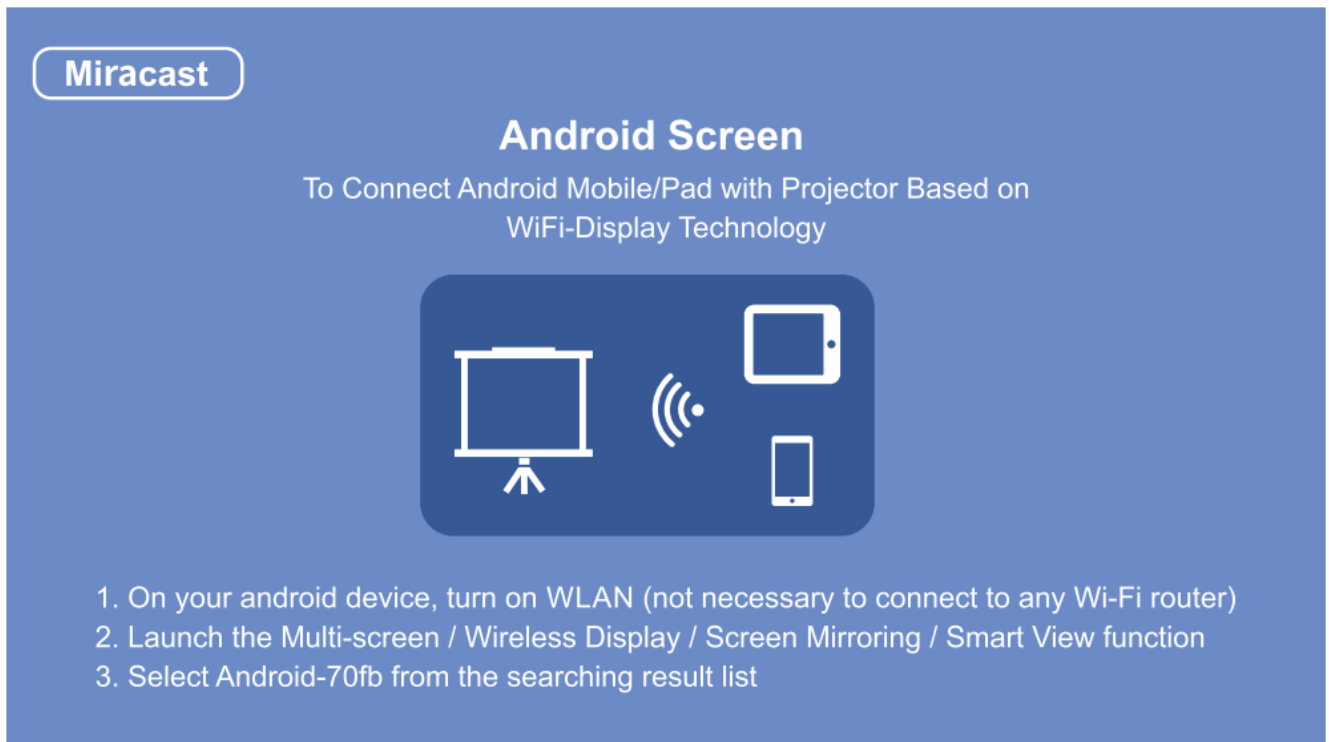 Miracast
Android Screen
To Connect Android Mobile/Pad with Projector Based on
WiFi-Display Technology
1. On your android device, turn on WLAN (not necessary to connect to any Wi-Fi router)
2. Launch the Multi-screen / Wireless Display / Screen Mirroring / Smart View function
3. Select Android-70fb from the searching result list